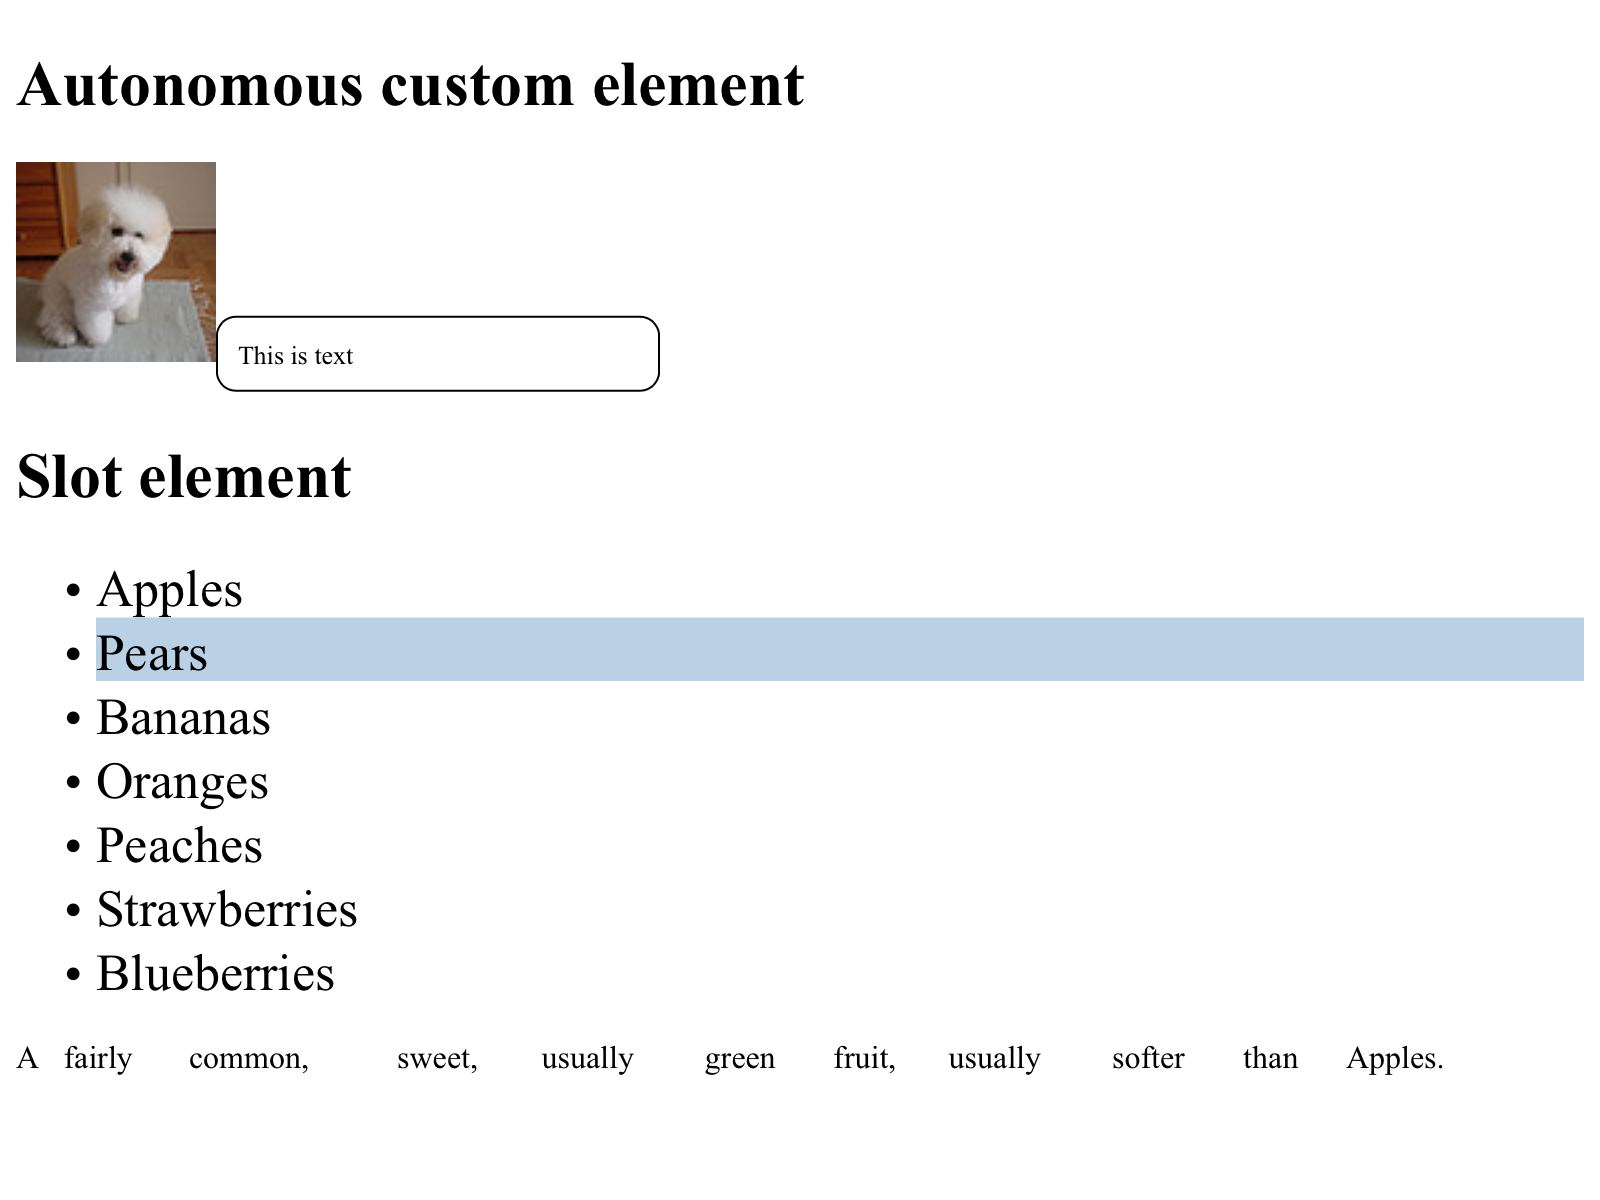 Autonomous custom element
This is text
Slot element
• Apples
• Pears
• Bananas
• Oranges
• Peaches
• Strawberries
• Blueberries
A fairly common, sweet, usually green fruit, usually softer than Apples.